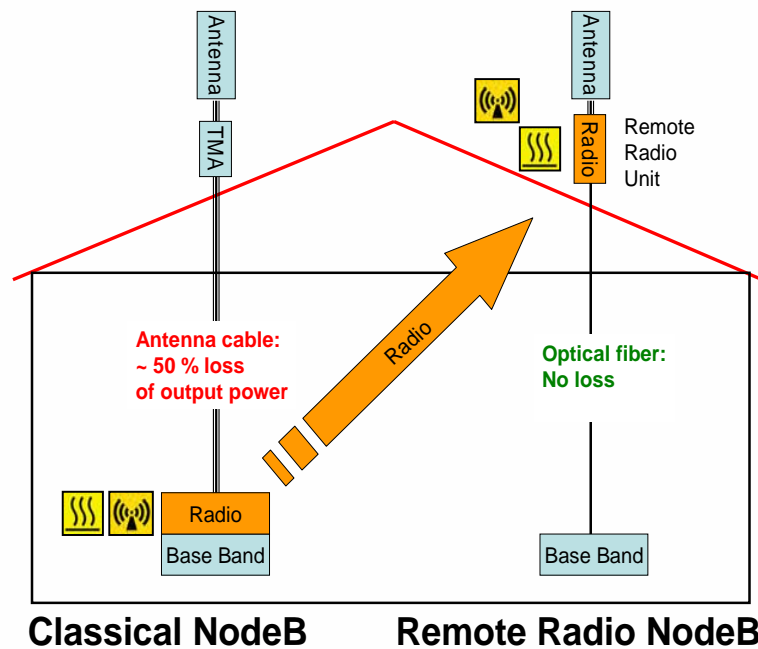 Antenna
TMA
Antenna
Radio
Remote
Radio
Unit
Radio
Antenna cable:
~ 50 % loss
of output power
Optical fiber:
No loss
Radio
Base Band
Base Band
Classical NodeB
Remote Radio NodeB